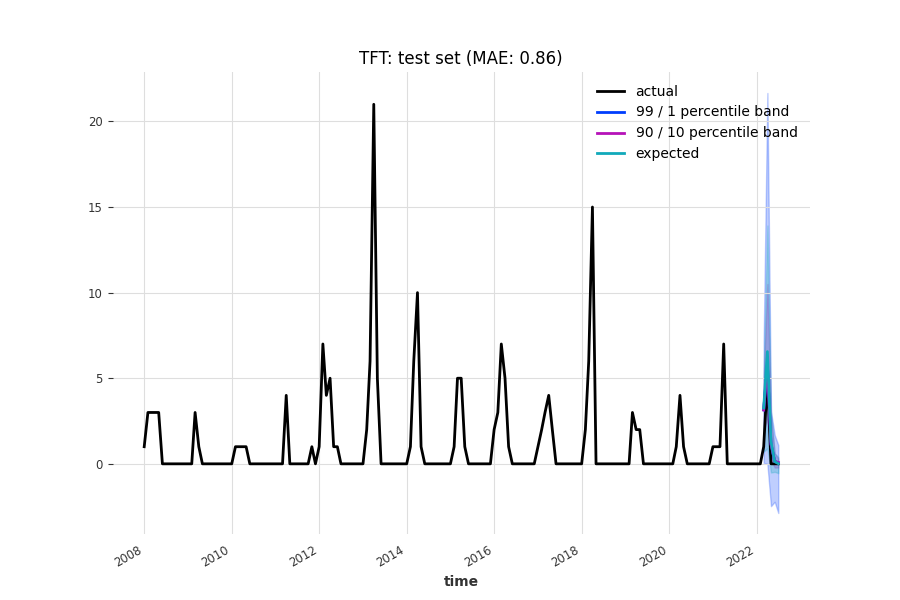 TFT: test set (MAE: 0.86)
actual
99 / 1 percentile band
90 / 10 percentile band
expected
20
15
10
5
0
2008
2010
2012
2014
2016
2018
2020
2022
time